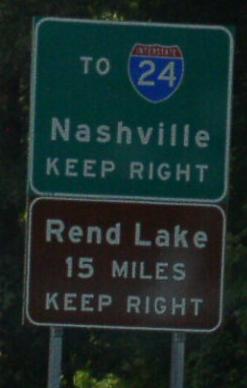 TO INTERSTATE 24
Nashville
KEEP RIGHT
Rend Lake
15 MILES
KEEP RIGHT